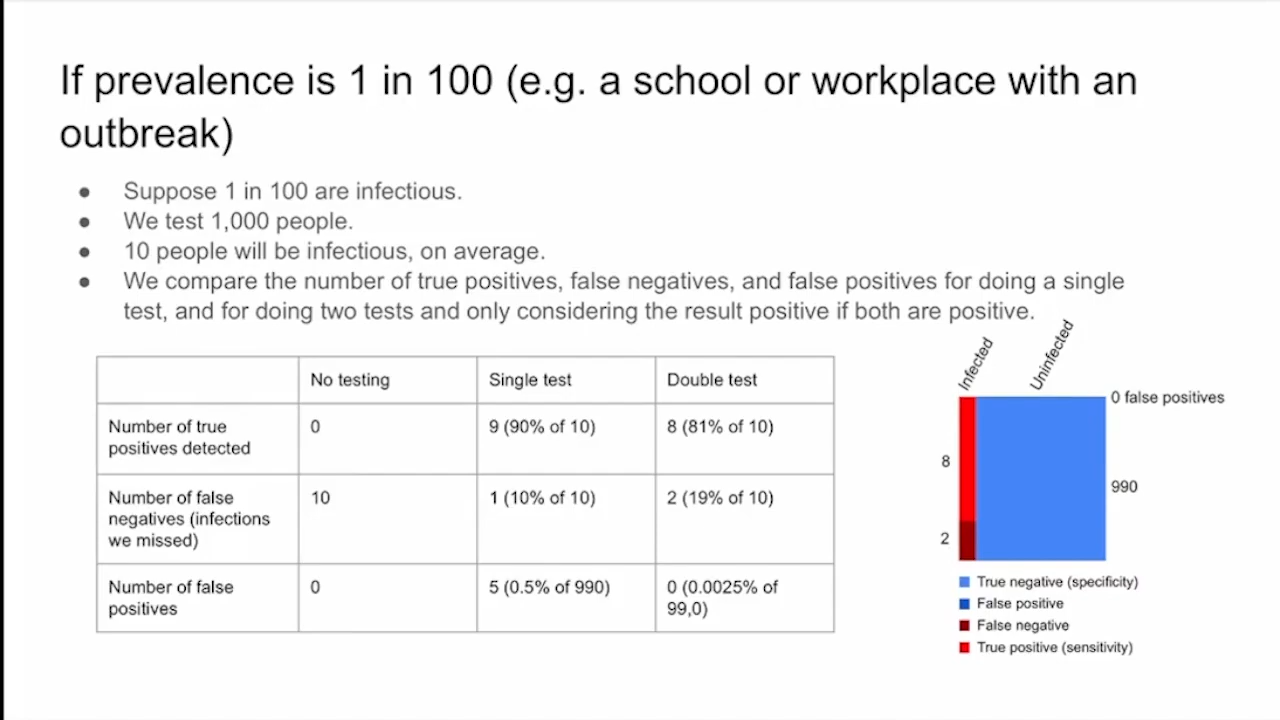 If prevalence is 1 in 100 (e.g. a school or workplace with an
outbreak)
● Suppose 1 in 100 are infectious.
● We test 1,000 people.
● 10 people will be infectious, on average.
● We compare the number of true positives, false negatives, and false positives for doing a single
test, and for doing two tests and only considering the result positive if both are positive.
No testing
Single test
Double test
Number of true
positives detected
0
9 (90% of 10)
8 (81% of 10)
Number of false
negatives (infections
we missed)
10
1 (10% of 10)
2 (19% of 10)
Number of false
positives
0
5 (0.5% of 990)
0 (0.0025% of
99,0)
Infected
Uninfected
0 false positives
8
990
2
True negative (specificity)
False positive
False negative
True positive (sensitivity)